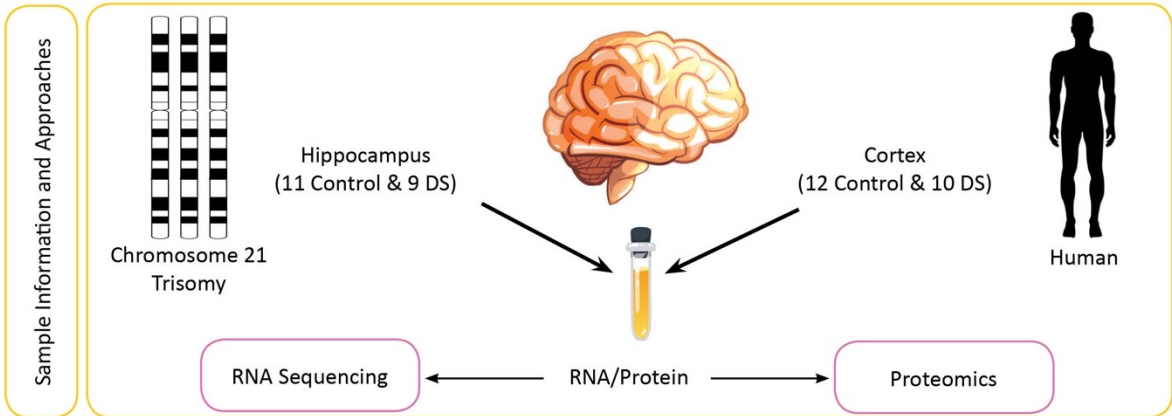 Sample Information and Approaches
Hippocampus
(11 Control & 9 DS)
Cortex
(12 Control & 10 DS)
Chromosome 21
Trisomy
Human
RNA Sequencing
RNA/Protein
Proteomics